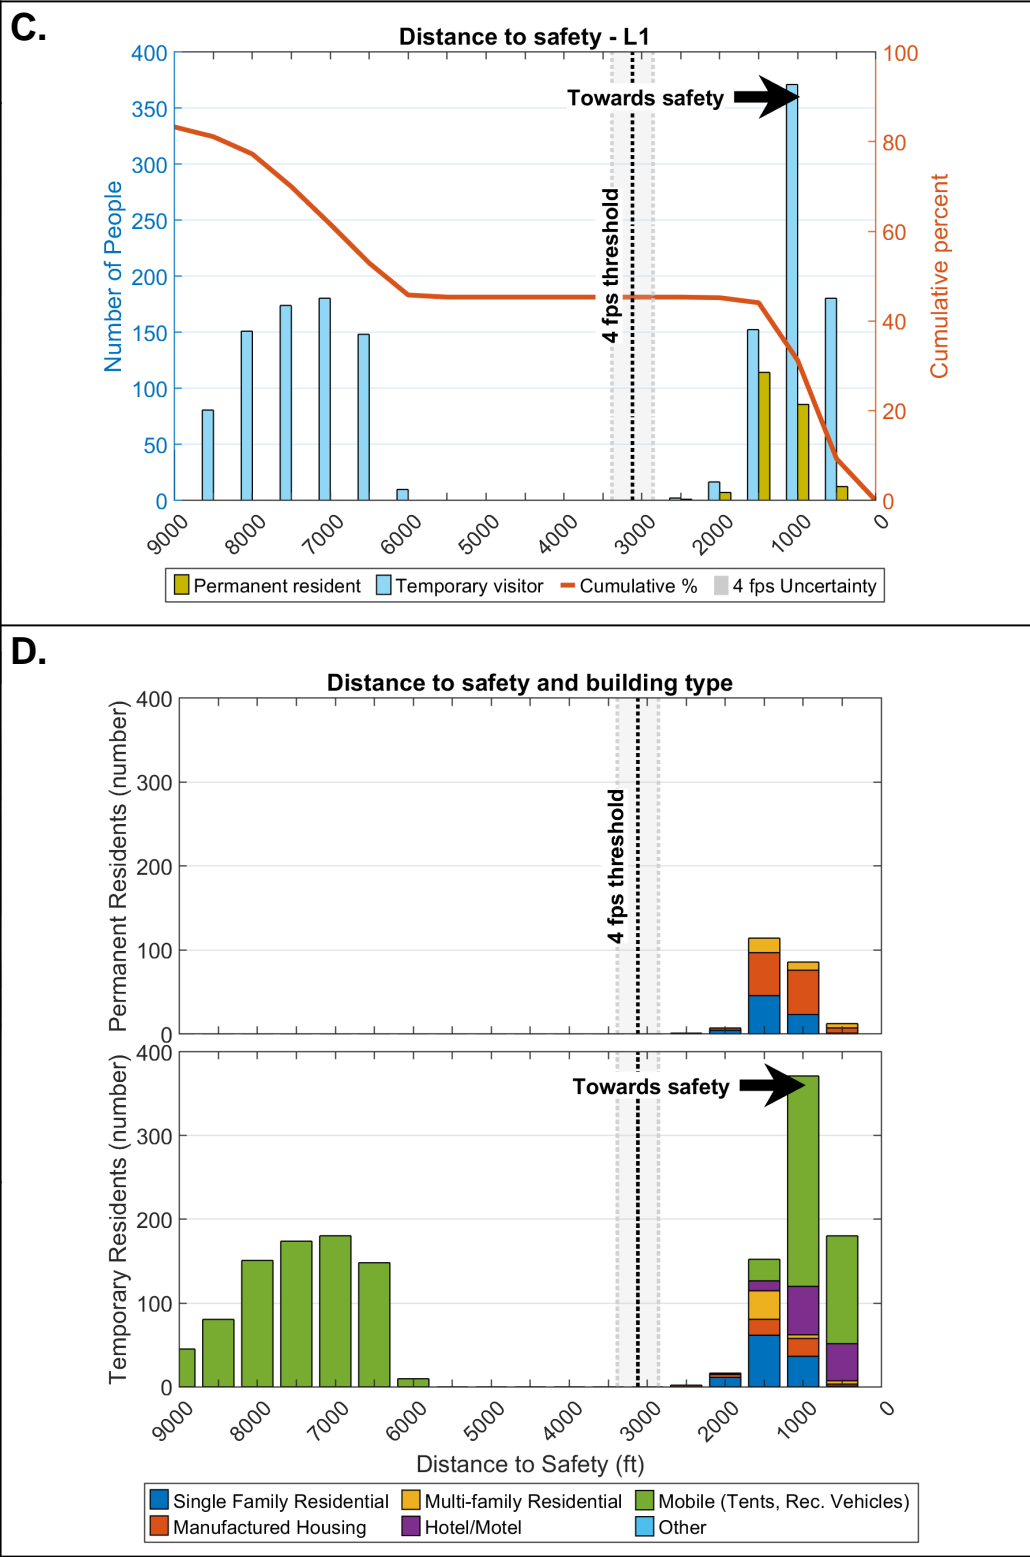 C.
Distance to safety - L1
400
350
300
250
200
150
100
50
0
Number of People
100
80
60
40
20
0
Cumulative percent
Towards safety
4 fps threshold
9000 8000 7000 6000 5000 4000 3000 2000 1000 0
Permanent resident Temporary visitor Cumulative % 4 fps Uncertainty
D.
Distance to safety and building type
400
300
200
100
0
Permanent Residents (number)
4 fps threshold
400
300
200
100
0
Temporary Residents (number)
Towards safety
9000 8000 7000 6000 5000 4000 3000 2000 1000 0
Distance to Safety (ft)
Single Family Residential Multi-family Residential Mobile (Tents, Rec. Vehicles)
Manufactured Housing Hotel/Motel Other